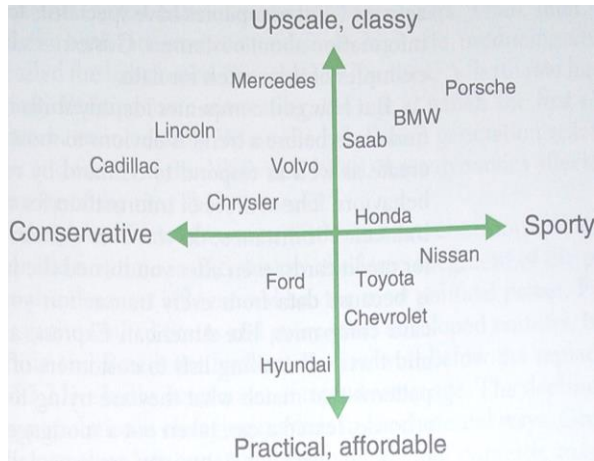 Upscale, classy
Mercedes
Porsche
BMW
Lincoln
Saab
Cadillac
Volvo
Chrysler
Honda
Conservative
Sporty
Nissan
Ford
Toyota
Chevrolet
Hyundai
Practical, affordable